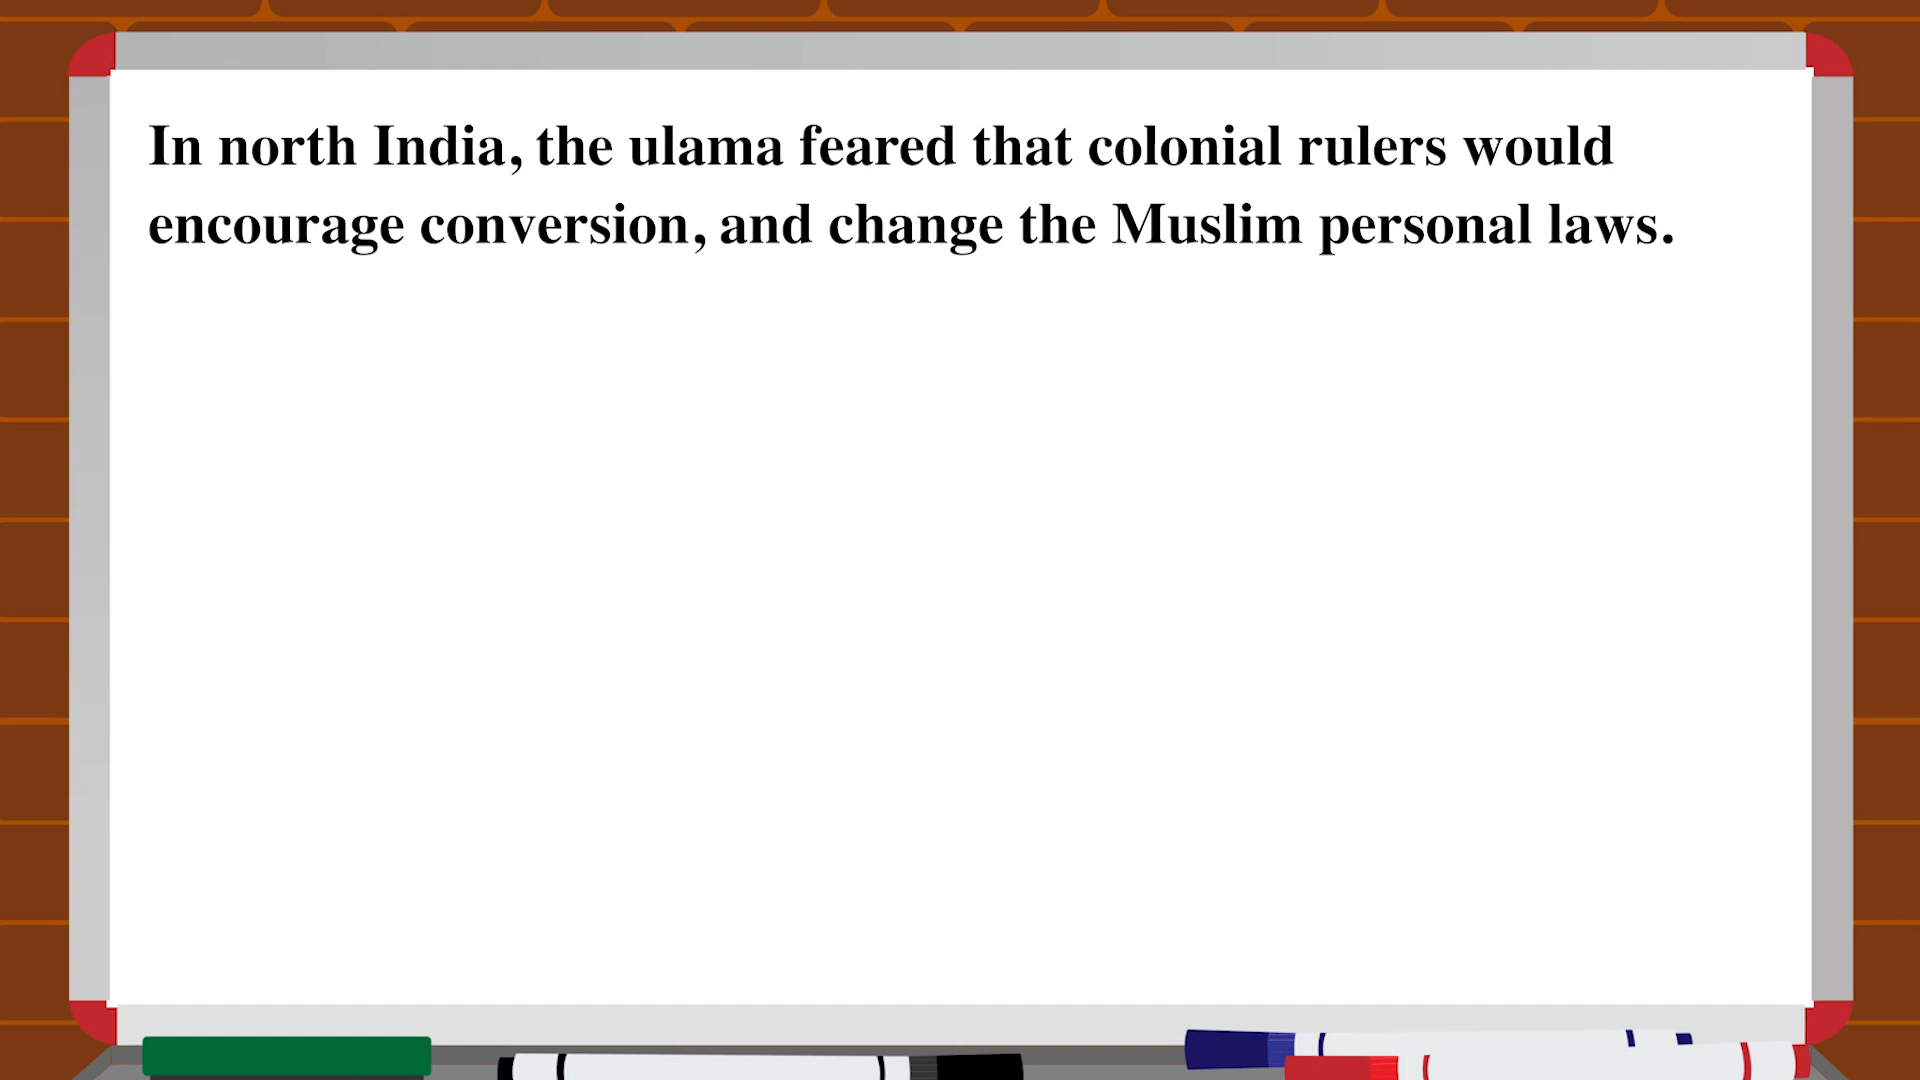 In north India, the ulama feared that colonial rulers would
encourage conversion, and change the Muslim personal laws.